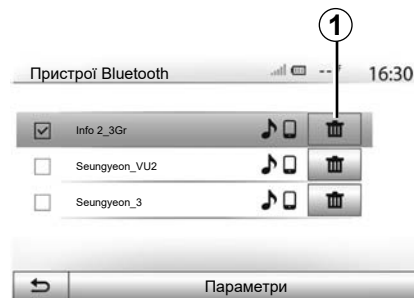 1
Пристрої Bluetooth -- 16:30
Info 2_3Gr
Seungyeon_VU2
Seungyeon_3
Параметри